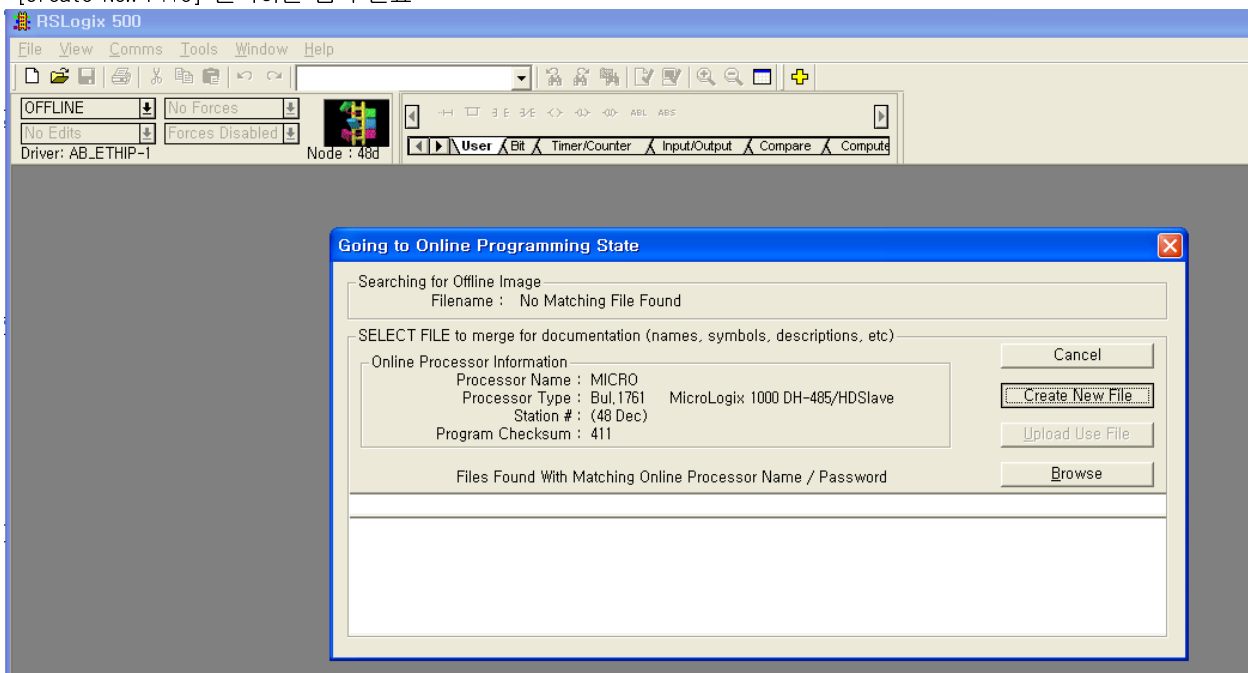 RSLogix 500
File View Comms Tools Window Help
OFFLINE No Forces
No Edits Forces Disabled
Driver: AB_ETHIP-1 Node : 48d
ABL ABS
User Bit Timer/Counter Input/Output Compare Compute
Going to Online Programming State
Searching for Offline Image
Filename : No Matching File Found
SELECT FILE to merge for documentation (names, symbols, descriptions, etc)
Cancel
Online Processor Information
Processor Name : MICRO
Processor Type : Bul.1761 MicroLogix 1000 DH-485/HDSlave
Create New File
Station # : (48 Dec)
Program Checksum : 411
Upload Use File
Files Found With Matching Online Processor Name / Password
Browse